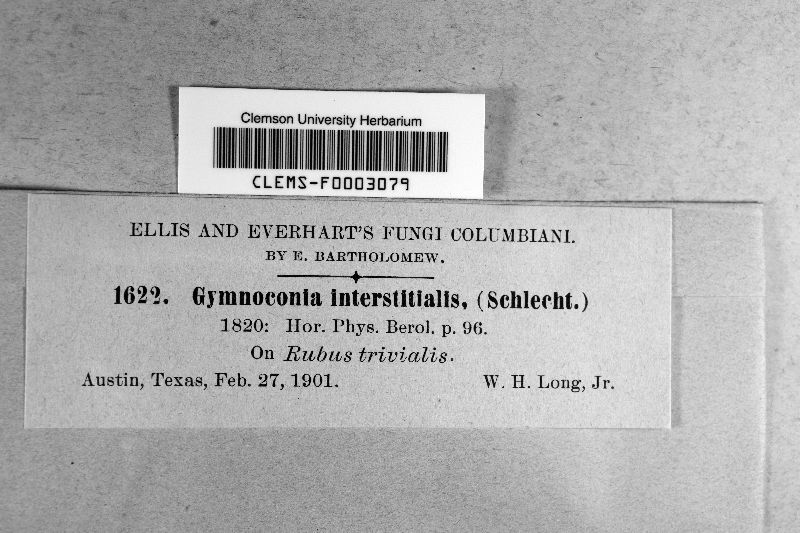 Clemson University Herbarium
CLEMS-F0003079
ELLIS AND EVERHART'S FUNGI COLUMBIANI.
BY E. BARTHOLOMEW.
1622. Gymnoconia interstitialis, (Schlecht.)
1820: Hor. Phys. Berol. p. 96.
On Rubus trivialis.
Austin, Texas, Feb. 27, 1901. W. H. Long, Jr.